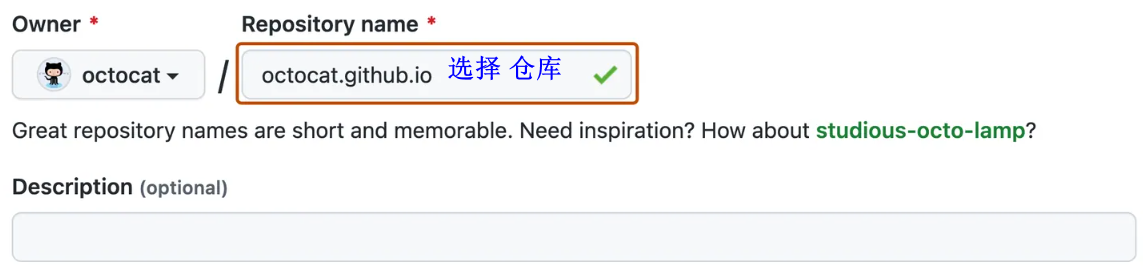 Owner *
Repository name *
octocat
/
octocat.github.io 选择 仓库
Great repository names are short and memorable. Need inspiration? How about studious-octo-lamp?
Description (optional)